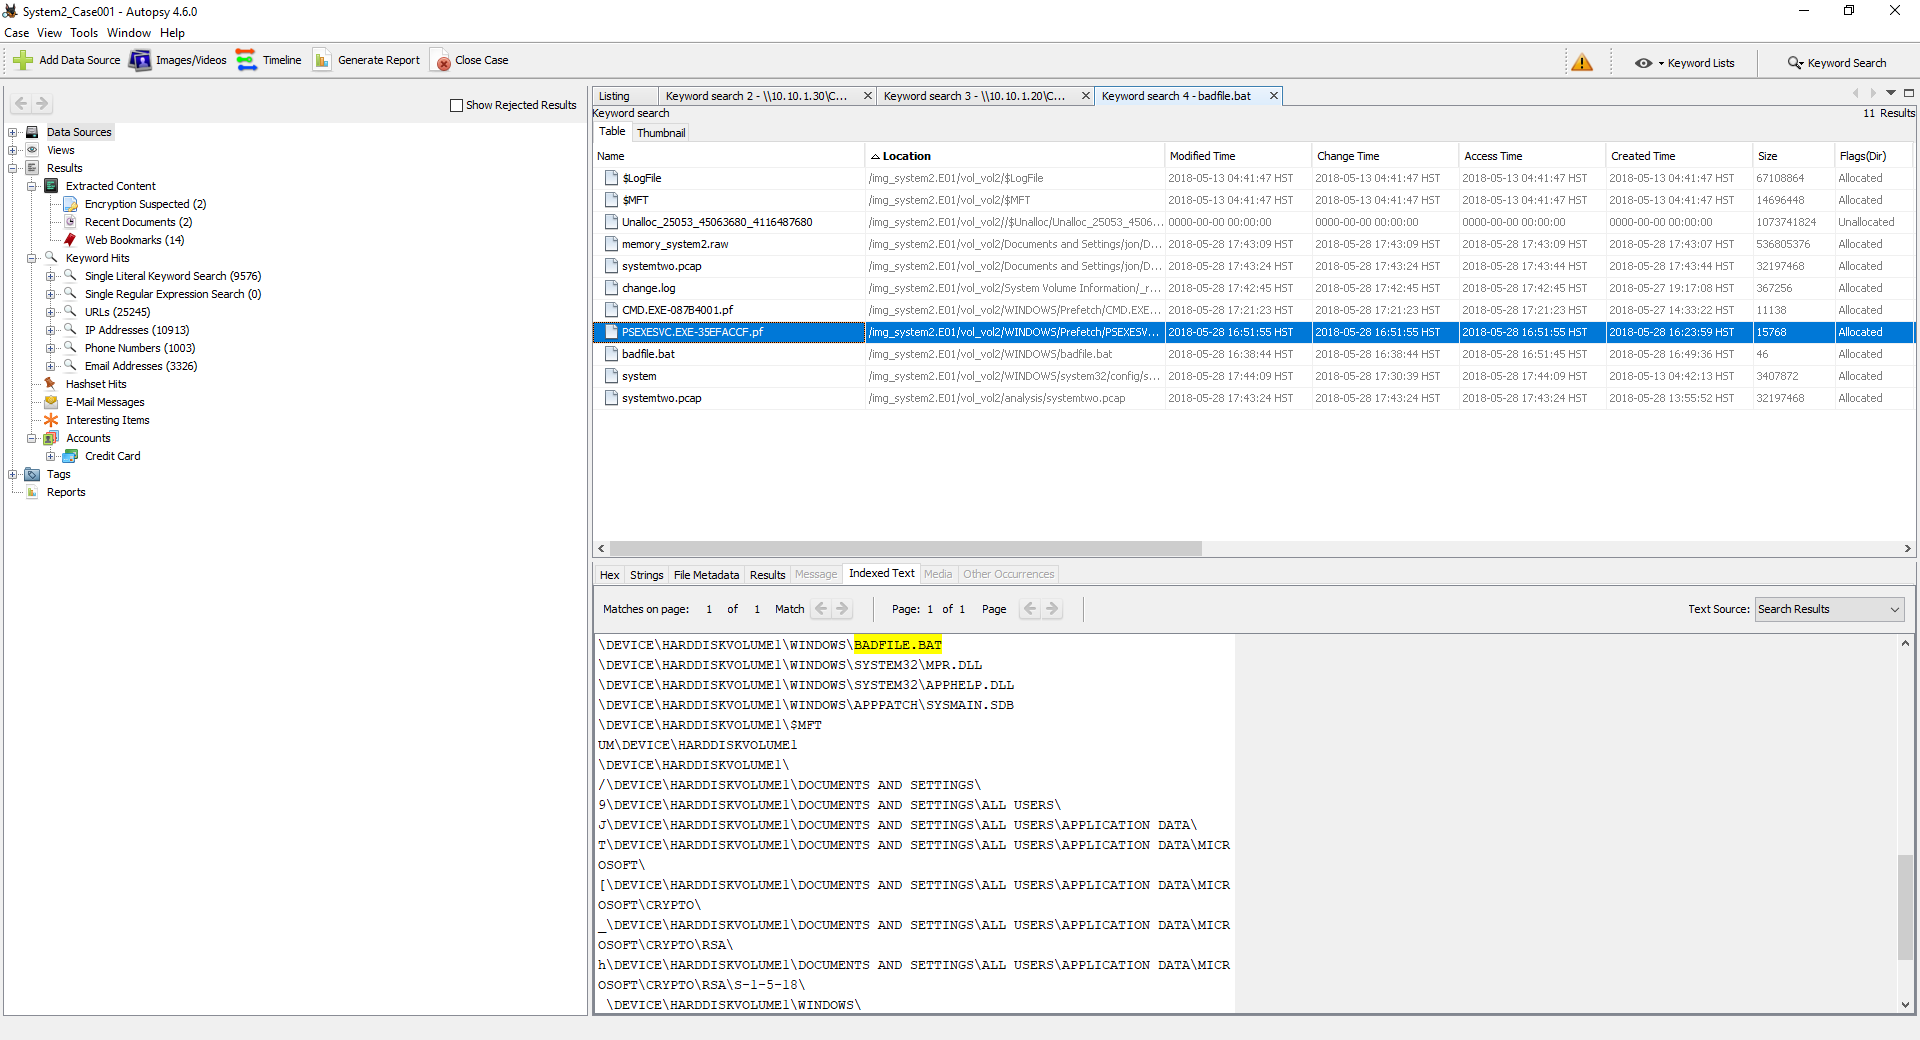 System2_Case001 - Autopsy 4.6.0
Case View Tools Window Help
Add Data Source Images/Videos Timeline Generate Report Close Case Keyword Lists Keyword Search
Show Rejected Results
Data Sources
Views
Results
Extracted Content
Encryption Suspected (2)
Recent Documents (2)
Web Bookmarks (14)
Keyword Hits
Single Literal Keyword Search (9576)
Single Regular Expression Search (0)
URLs (25245)
IP Addresses (10913)
Phone Numbers (1003)
Email Addresses (3326)
Hashset Hits
E-Mail Messages
Interesting Items
Accounts
Credit Card
Tags
Reports
Listing Keyword search 2 - \\10.10.1.30\C... Keyword search 3 - \\10.10.1.20\C... Keyword search 4 - badfile.bat
Keyword search 11 Results
Table Thumbnail
Name Location Modified Time Change Time Access Time Created Time Size Flags(Dir)
$LogFile /img_system2.E01/vol_vol2/$LogFile 2018-05-13 04:41:47 HST 2018-05-13 04:41:47 HST 2018-05-13 04:41:47 HST 2018-05-13 04:41:47 HST 67108864 Allocated
$MFT /img_system2.E01/vol_vol2/$MFT 2018-05-13 04:41:47 HST 2018-05-13 04:41:47 HST 2018-05-13 04:41:47 HST 2018-05-13 04:41:47 HST 14696448 Allocated
Unalloc_25053_45063680_4116487680 /img_system2.E01/vol_vol2//$Unalloc/Unalloc_25053_4506... 0000-00-00 00:00:00 0000-00-00 00:00:00 0000-00-00 00:00:00 0000-00-00 00:00:00 1073741824 Unallocated
memory_system2.raw /img_system2.E01/vol_vol2/Documents and Settings/jon/D... 2018-05-28 17:43:09 HST 2018-05-28 17:43:09 HST 2018-05-28 17:43:09 HST 2018-05-28 17:43:07 HST 536805376 Allocated
systemtwo.pcap /img_system2.E01/vol_vol2/Documents and Settings/jon/D... 2018-05-28 17:43:24 HST 2018-05-28 17:43:24 HST 2018-05-28 17:43:44 HST 2018-05-28 17:43:44 HST 32197468 Allocated
change.log /img_system2.E01/vol_vol2/System Volume Information/_r... 2018-05-28 17:42:45 HST 2018-05-28 17:42:45 HST 2018-05-28 17:42:45 HST 2018-05-27 19:17:08 HST 367256 Allocated
CMD.EXE-087B4001.pf /img_system2.E01/vol_vol2/WINDOWS/Prefetch/CMD.EXE... 2018-05-28 17:21:23 HST 2018-05-28 17:21:23 HST 2018-05-28 17:21:23 HST 2018-05-27 14:33:22 HST 11138 Allocated
PSEXESVC.EXE-35EFACCF.pf /img_system2.E01/vol_vol2/WINDOWS/Prefetch/PSEXESV... 2018-05-28 16:51:55 HST 2018-05-28 16:51:55 HST 2018-05-28 16:51:55 HST 2018-05-28 16:23:59 HST 15768 Allocated
badfile.bat /img_system2.E01/vol_vol2/WINDOWS/badfile.bat 2018-05-28 16:38:44 HST 2018-05-28 16:38:44 HST 2018-05-28 16:51:45 HST 2018-05-28 16:49:36 HST 46 Allocated
system /img_system2.E01/vol_vol2/WINDOWS/system32/config/s... 2018-05-28 17:44:09 HST 2018-05-28 17:30:39 HST 2018-05-28 17:44:09 HST 2018-05-13 04:42:13 HST 3407872 Allocated
systemtwo.pcap /img_system2.E01/vol_vol2/analysis/systemtwo.pcap 2018-05-28 17:43:24 HST 2018-05-28 17:43:24 HST 2018-05-28 17:43:24 HST 2018-05-28 13:55:52 HST 32197468 Allocated
Hex Strings File Metadata Results Message Indexed Text Media Other Occurrences
Matches on page: 1 of 1 Match Page: 1 of 1 Page Text Source: Search Results
\DEVICE\HARDDISKVOLUME1\WINDOWS\BADFILE.BAT
\DEVICE\HARDDISKVOLUME1\WINDOWS\SYSTEM32\MPR.DLL
\DEVICE\HARDDISKVOLUME1\WINDOWS\SYSTEM32\APPHELP.DLL
\DEVICE\HARDDISKVOLUME1\WINDOWS\APPPATCH\SYSMAIN.SDB
\DEVICE\HARDDISKVOLUME1\$MFT
UM\DEVICE\HARDDISKVOLUME1
\DEVICE\HARDDISKVOLUME1\
/\DEVICE\HARDDISKVOLUME1\DOCUMENTS AND SETTINGS\
9\DEVICE\HARDDISKVOLUME1\DOCUMENTS AND SETTINGS\ALL USERS\
J\DEVICE\HARDDISKVOLUME1\DOCUMENTS AND SETTINGS\ALL USERS\APPLICATION DATA\
T\DEVICE\HARDDISKVOLUME1\DOCUMENTS AND SETTINGS\ALL USERS\APPLICATION DATA\MICR
OSOFT\
[\DEVICE\HARDDISKVOLUME1\DOCUMENTS AND SETTINGS\ALL USERS\APPLICATION DATA\MICR
OSOFT\CRYPTO\
_\DEVICE\HARDDISKVOLUME1\DOCUMENTS AND SETTINGS\ALL USERS\APPLICATION DATA\MICR
OSOFT\CRYPTO\RSA\
h\DEVICE\HARDDISKVOLUME1\DOCUMENTS AND SETTINGS\ALL USERS\APPLICATION DATA\MICR
OSOFT\CRYPTO\RSA\S-1-5-18\
\DEVICE\HARDDISKVOLUME1\WINDOWS\